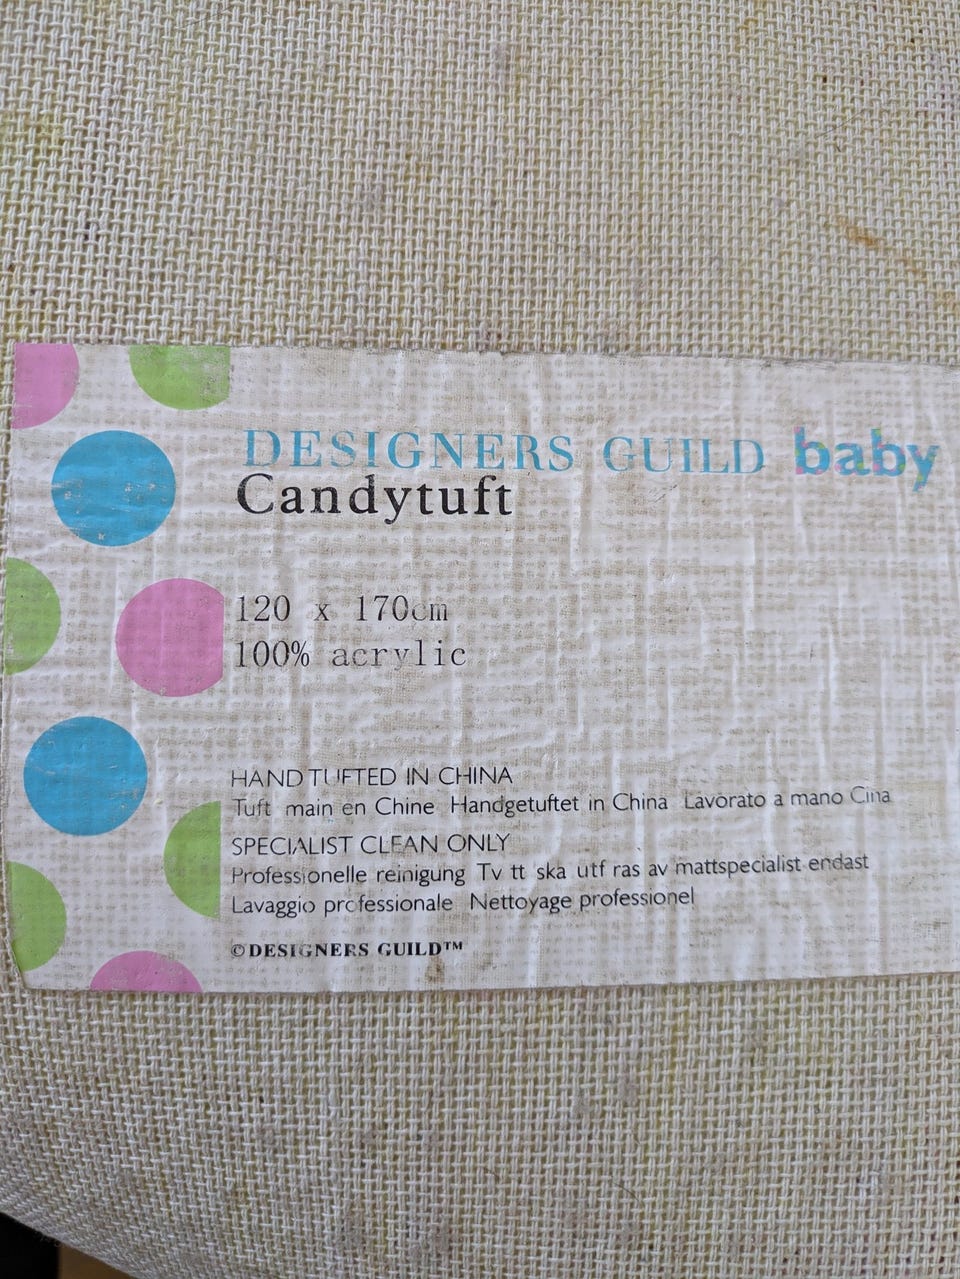 DESIGNERS GUILD baby
Candytuft
120 x 170cm
100% acrylic
HAND TUFTED IN CHINA
Tuft main en Chine Handgetuftet in China Lavorato a mano Cina
SPECIALIST CLEAN ONLY
Professionelle reinigung Tv tt ska utf ras av mattspecialist endast
Lavaggio professionale Nettoyage professionel
©DESIGNERS GUILD™